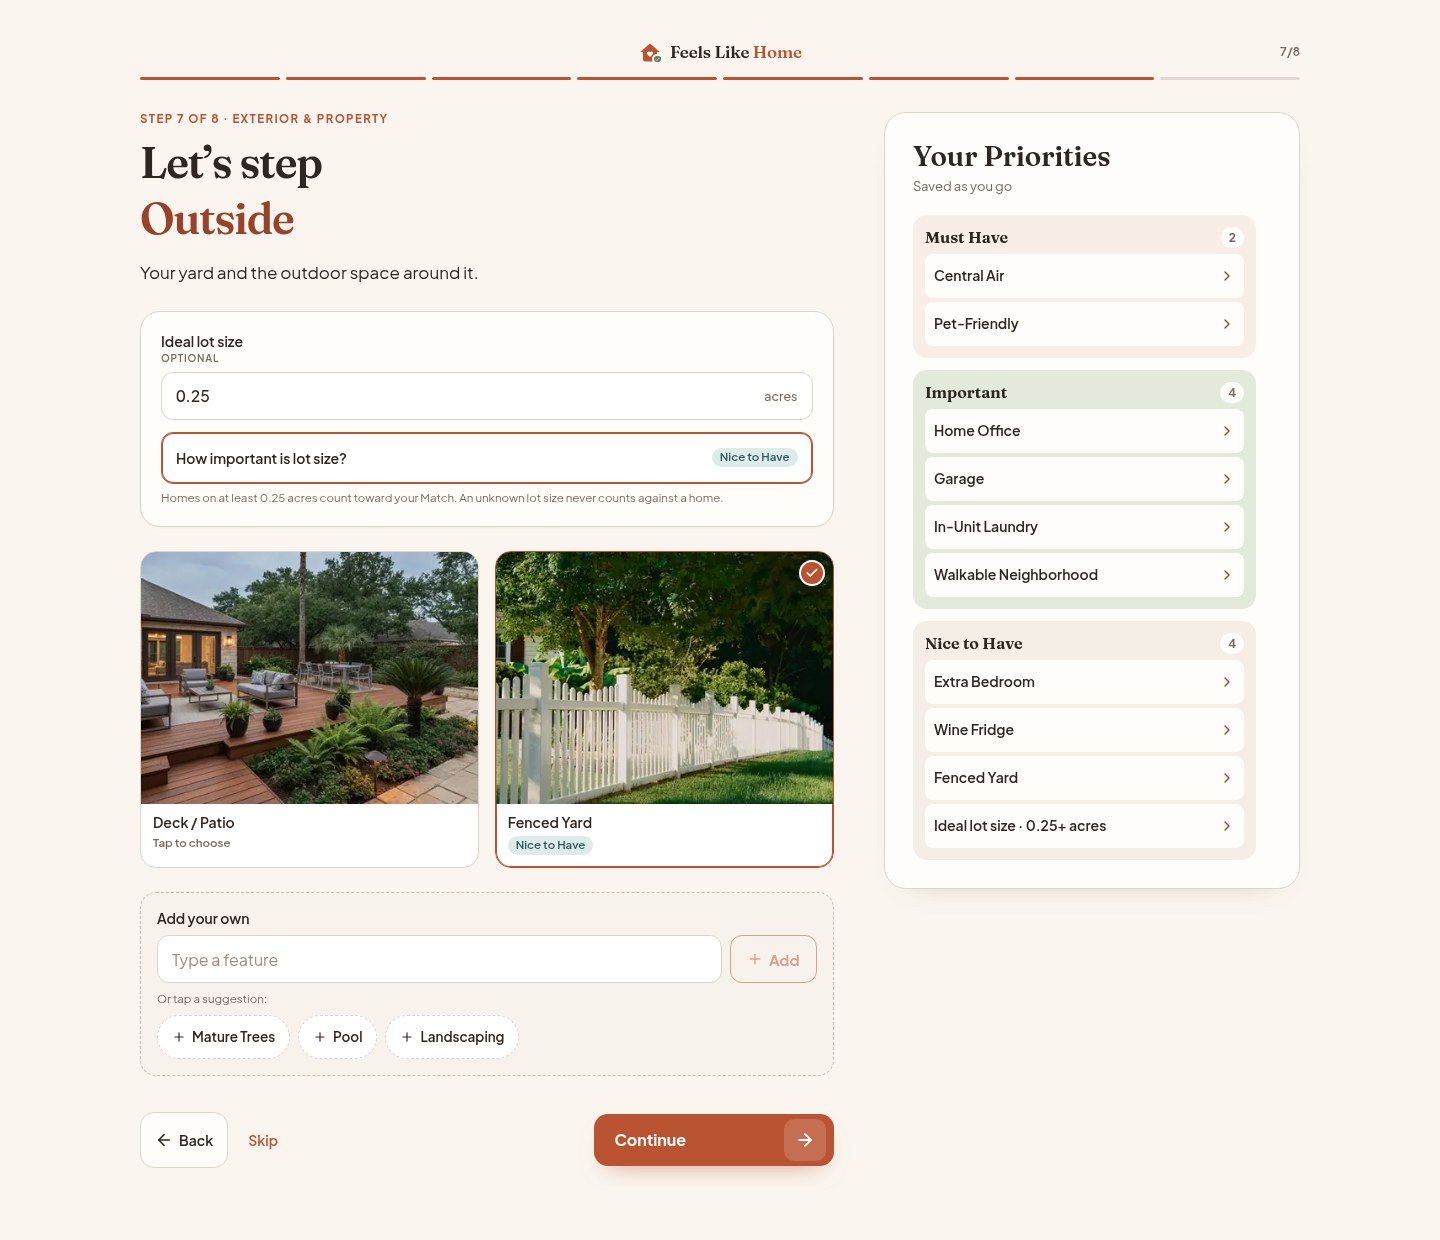 Feels Like Home
7/8
STEP 7 OF 8 · EXTERIOR & PROPERTY
Let’s step
Outside
Your yard and the outdoor space around it.
Ideal lot size
OPTIONAL
0.25 acres
How important is lot size? Nice to Have
Homes on at least 0.25 acres count toward your Match. An unknown lot size never counts against a home.
Deck / Patio
Tap to choose
Fenced Yard
Nice to Have
Add your own
Type a feature
+ Add
Or tap a suggestion:
+ Mature Trees + Pool + Landscaping
← Back Skip Continue →
Your Priorities
Saved as you go
Must Have 2
Central Air
Pet-Friendly
Important 4
Home Office
Garage
In-Unit Laundry
Walkable Neighborhood
Nice to Have 4
Extra Bedroom
Wine Fridge
Fenced Yard
Ideal lot size · 0.25+ acres